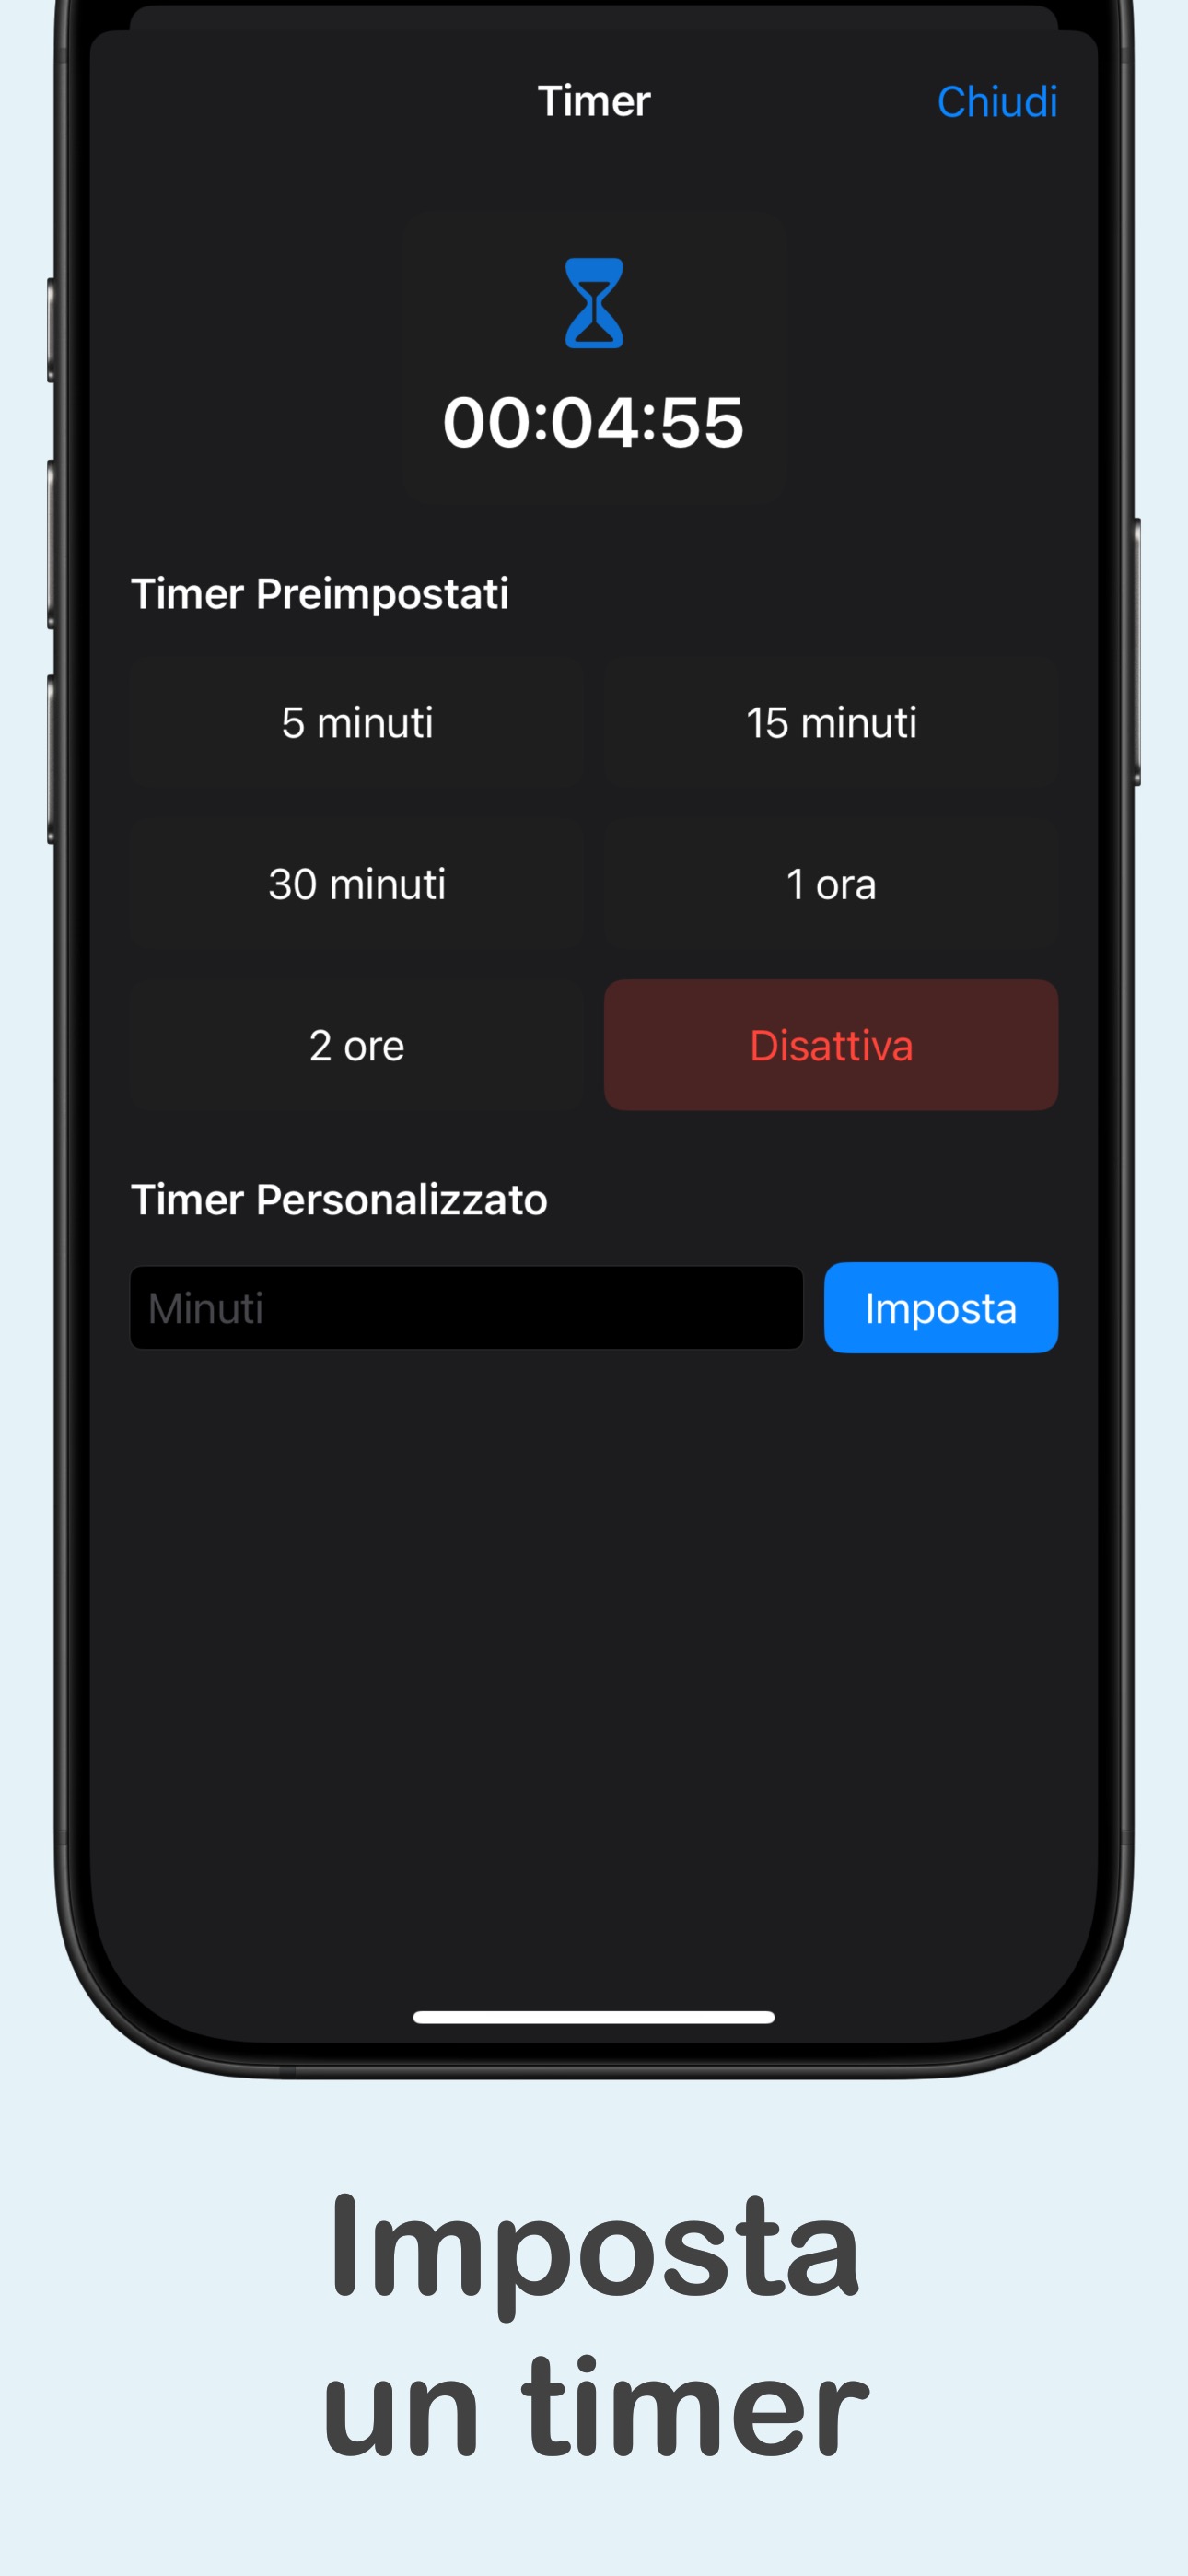 Timer
Chiudi
00:04:55
Timer Preimpostati
5 minuti
15 minuti
30 minuti
1 ora
2 ore
Disattiva
Timer Personalizzato
Minuti
Imposta
Imposta
un timer